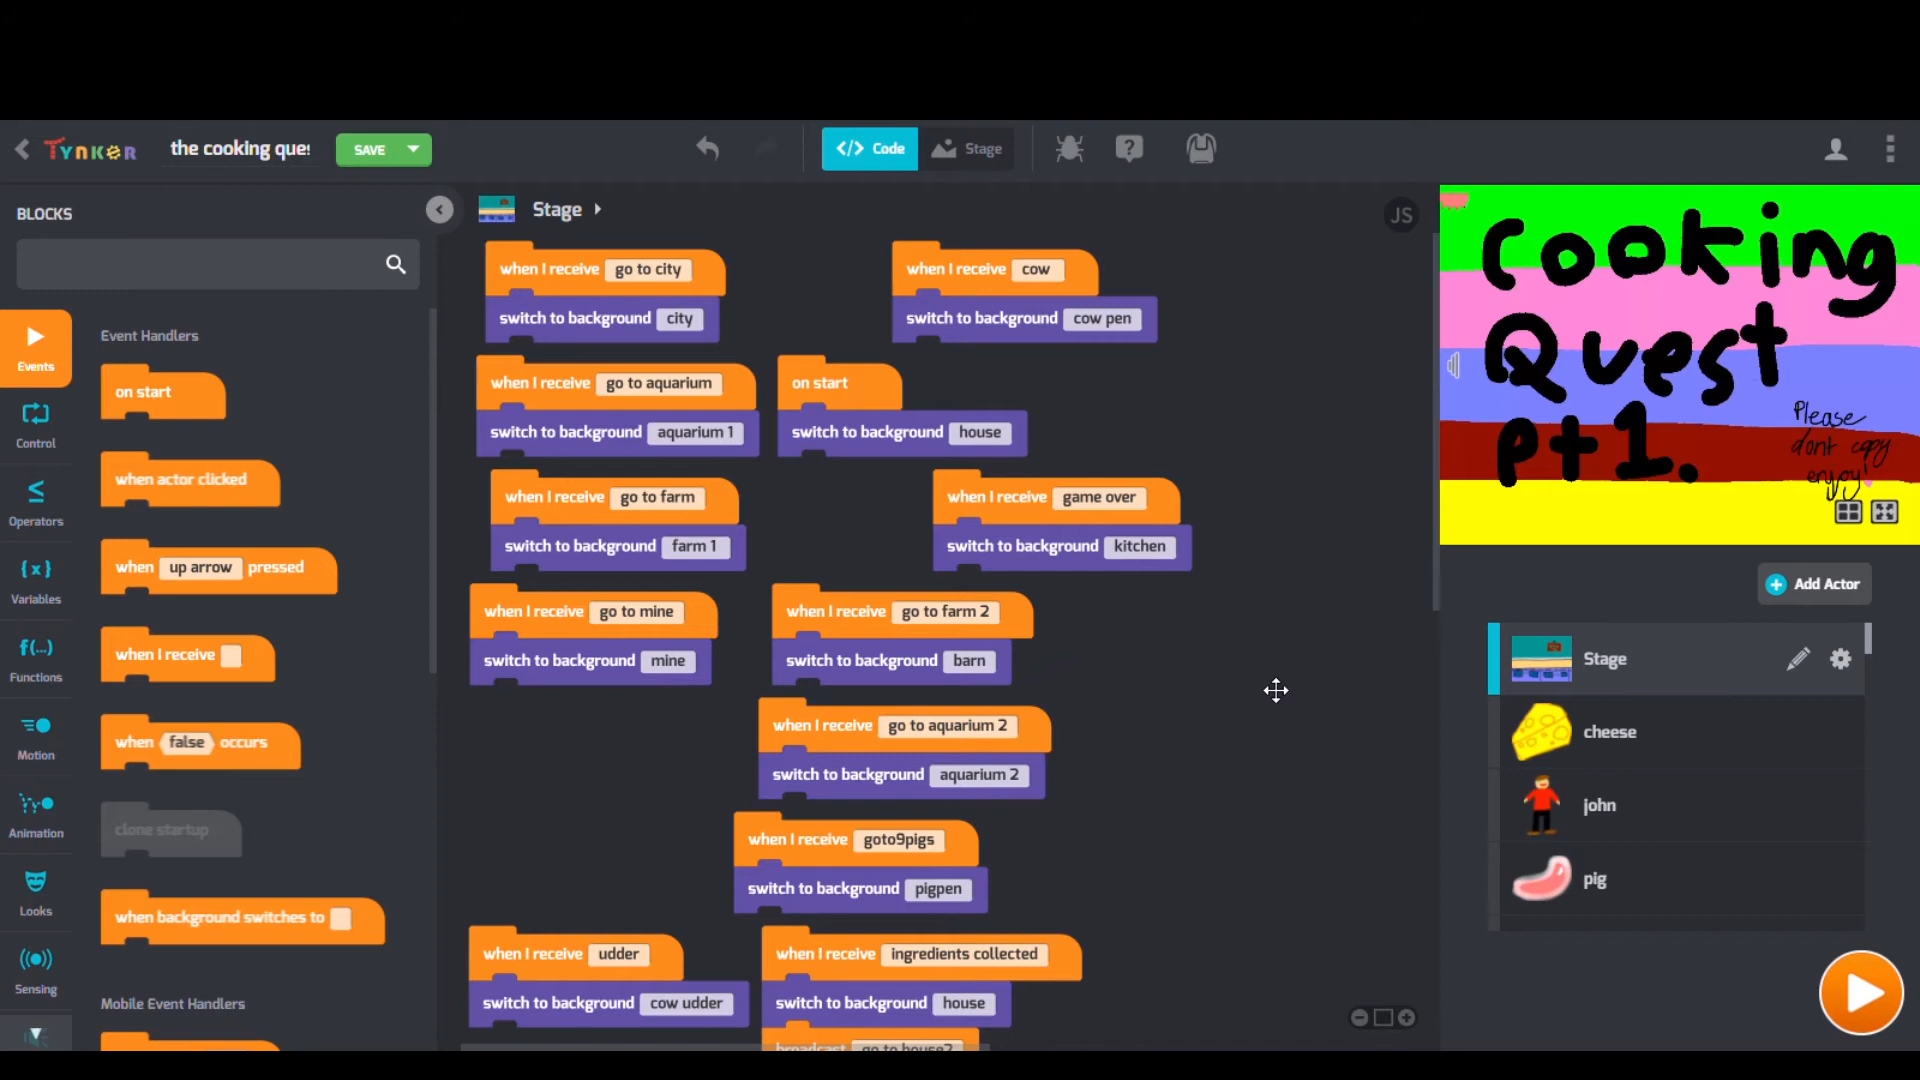 TYNKER
the cooking que
SAVE
</> Code
Stage
?
BLOCKS
Stage
JS
Events
Control
Operators
{x}
Variables
f(...)
Functions
Motion
Animation
Looks
Sensing
Event Handlers
on start
when actor clicked
when up arrow pressed
when I receive
when false occurs
clone startup
when background switches to
Mobile Event Handlers
when I receive go to city
switch to background city
when I receive cow
switch to background cow pen
when I receive go to aquarium
switch to background aquarium 1
on start
switch to background house
when I receive go to farm
switch to background farm 1
when I receive game over
switch to background kitchen
when I receive go to mine
switch to background mine
when I receive go to farm 2
switch to background barn
when I receive go to aquarium 2
switch to background aquarium 2
when I receive goto9pigs
switch to background pigpen
when I receive udder
switch to background cow udder
when I receive ingredients collected
switch to background house
broadcast go to house2
Cooking
Quest
pt 1.
Please
dont copy
enjoy!
Add Actor
Stage
cheese
john
pig